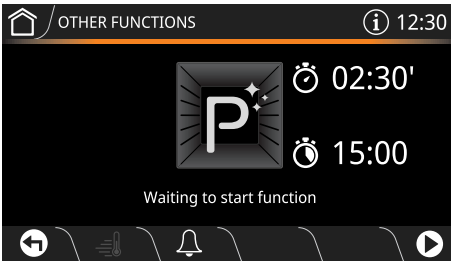 OTHER FUNCTIONS
i 12:30
P
02:30'
15:00
Waiting to start function